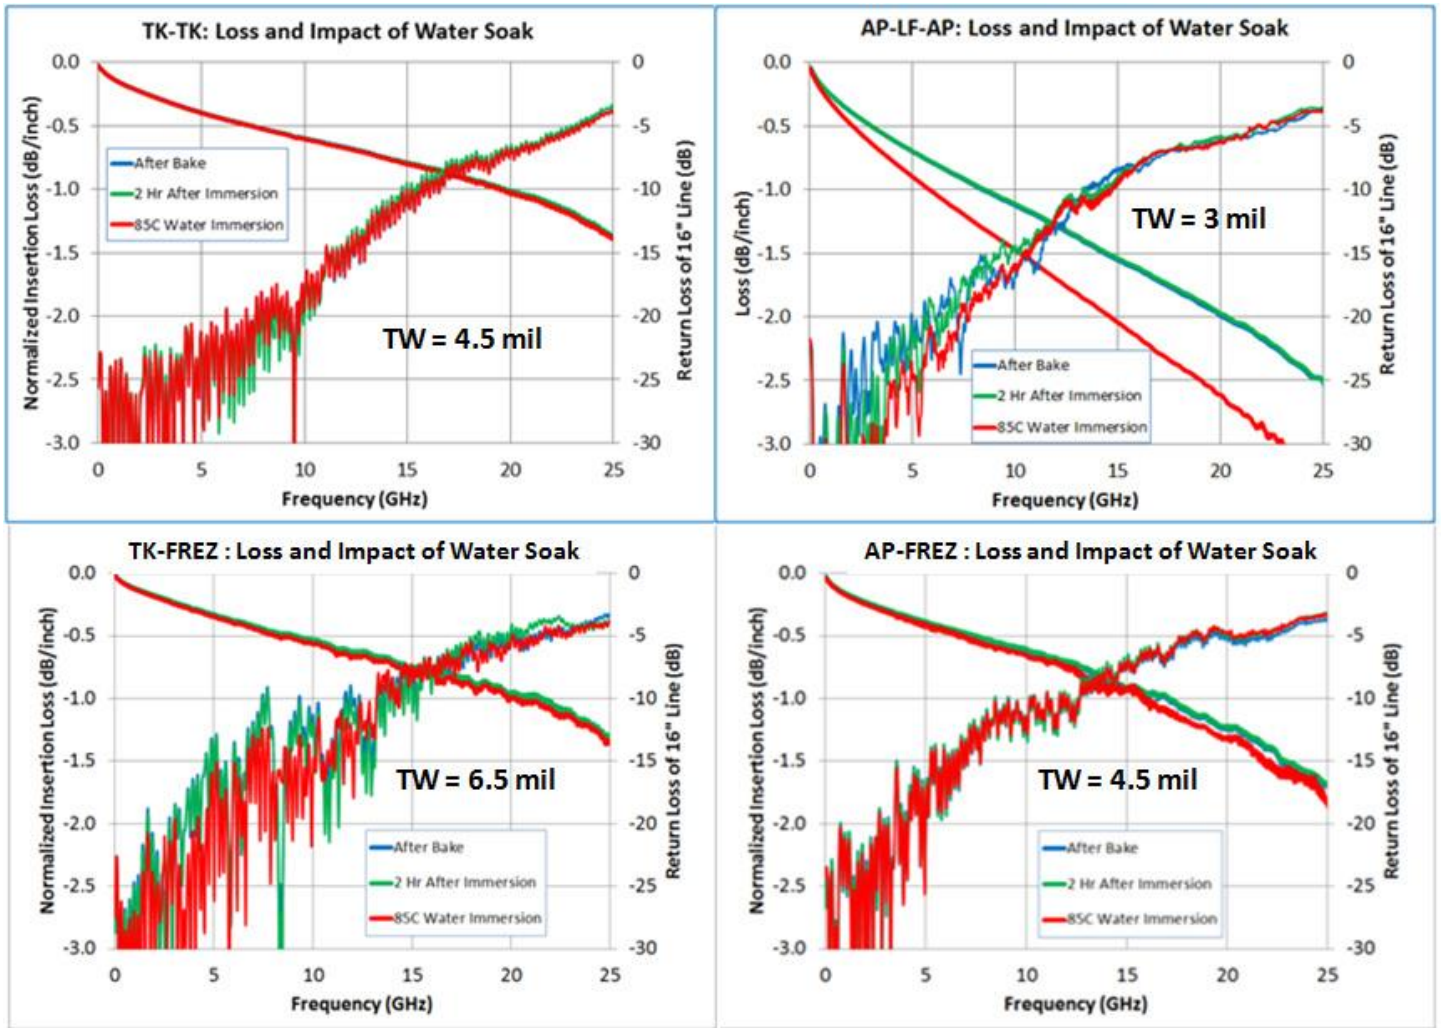 TK-TK: Loss and Impact of Water Soak
0.0
-0.5
-1.0
-1.5
-2.0
-2.5
-3.0
Normalized Insertion Loss (dB/inch)
After Bake
2 Hr After Immersion
85C Water Immersion
TW = 4.5 mil
0
-5
-10
-15
-20
-25
-30
Return Loss of 16" Line (dB)
0 5 10 15 20 25
Frequency (GHz)
AP-LF-AP: Loss and Impact of Water Soak
0.0
-0.5
-1.0
-1.5
-2.0
-2.5
-3.0
Loss (dB/inch)
TW = 3 mil
After Bake
2 Hr After Immersion
85C Water Immersion
0
-5
-10
-15
-20
-25
-30
Return Loss of 16" Line (dB)
0 5 10 15 20 25
Frequency (GHz)
TK-FREZ : Loss and Impact of Water Soak
0.0
-0.5
-1.0
-1.5
-2.0
-2.5
-3.0
Normalized Insertion Loss (dB/inch)
TW = 6.5 mil
After Bake
2 Hr After Immersion
85C Water Immersion
0
-5
-10
-15
-20
-25
-30
Return Loss of 16" Line (dB)
0 5 10 15 20 25
Frequency (GHz)
AP-FREZ : Loss and Impact of Water Soak
0.0
-0.5
-1.0
-1.5
-2.0
-2.5
-3.0
Normalized Insertion Loss (dB/inch)
TW = 4.5 mil
After Bake
2 Hr After Immersion
85C Water Immersion
0
-5
-10
-15
-20
-25
-30
Return Loss of 16" Line (dB)
0 5 10 15 20 25
Frequency (GHz)